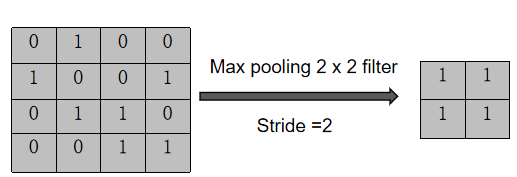 0 1 0 0
1 0 0 1
0 1 1 0
0 0 1 1
Max pooling 2 x 2 filter
Stride =2
1 1
1 1